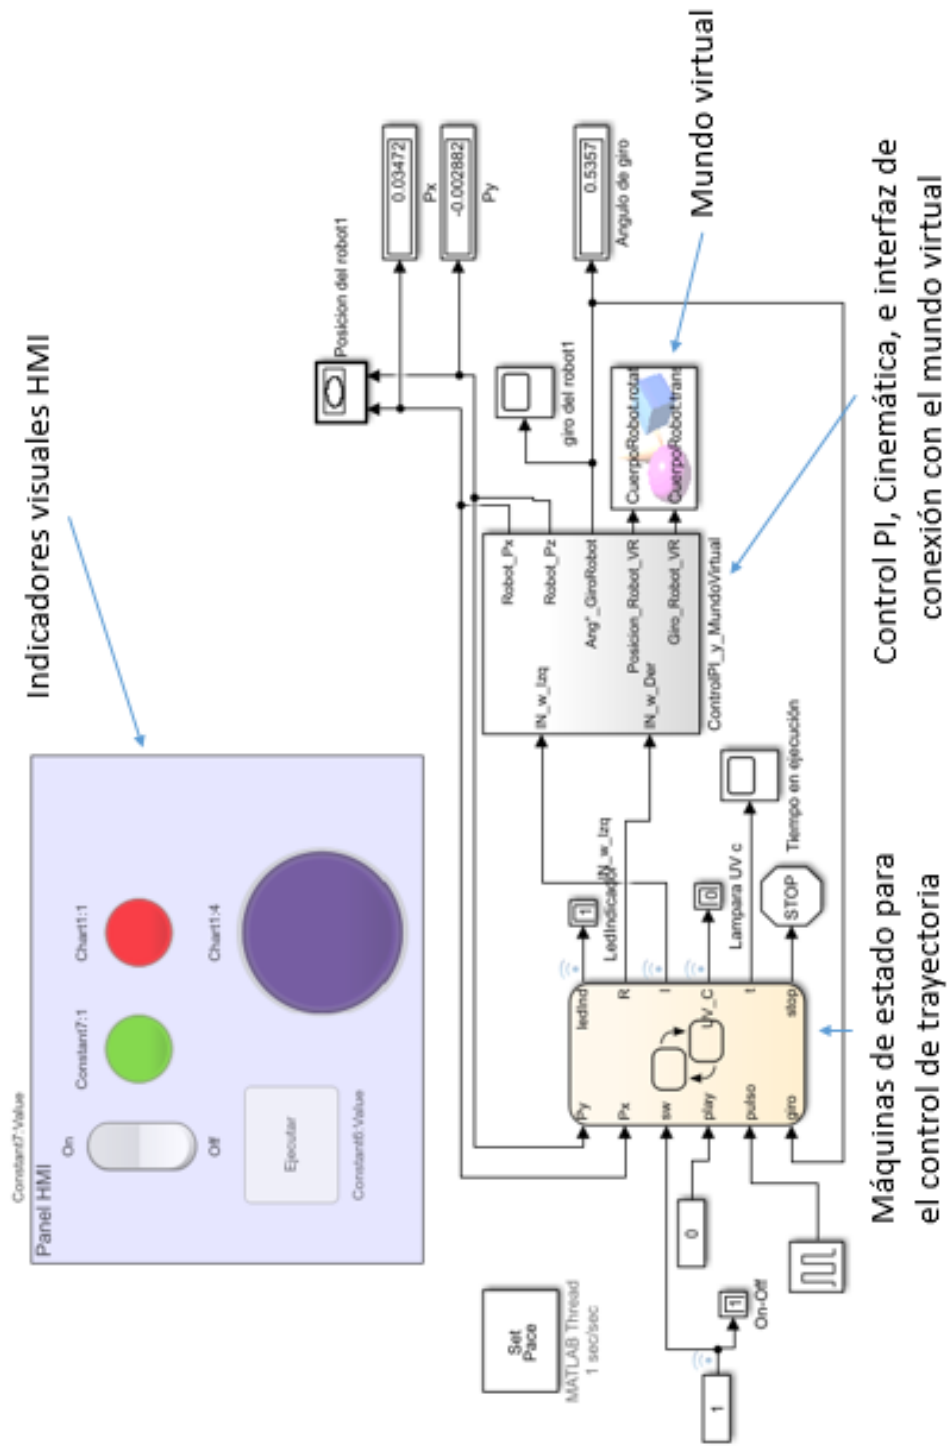 Indicadores visuales HMI
Constant7:Value
Panel HMI
On
Off
Constant7:1
Chart1:1
Ejecutar
Constant6:Value
Chart1:4
Posicion del robot1
0.03472
Px
-0.002882
Py
0.5357
Angulo de giro
giro del robot1
Mundo virtual
Set
Pace
MATLAB Thread
1 sec/sec
1
1
On-Off
0
Py
Px
sw
play
pulso
giro
ledInd
R
I
UV_C
t
stop
1
LedIndicador
IN_w_Izq
0
Lampara UV c
STOP
Tiempo en ejecución
IN_w_Izq
IN_w_Der
Robot_Px
Robot_Pz
Ang°_GiroRobot
Posicion_Robot_VR
Giro_Robot_VR
ControlPI_y_MundoVirtual
CuerpoRobot.rotat
CuerpoRobot.trans
Máquinas de estado para
el control de trayectoria
Control PI, Cinemática, e interfaz de
conexión con el mundo virtual